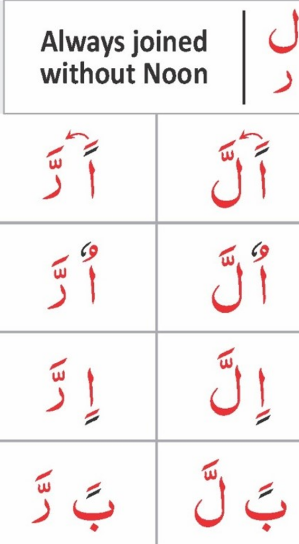 Always joined
without Noon
ل
ر
اً لَّ اً رَّ
اٌ لَّ اٌ رَّ
اٍ لَّ اٍ رَّ
بً لَّ بً رَّ